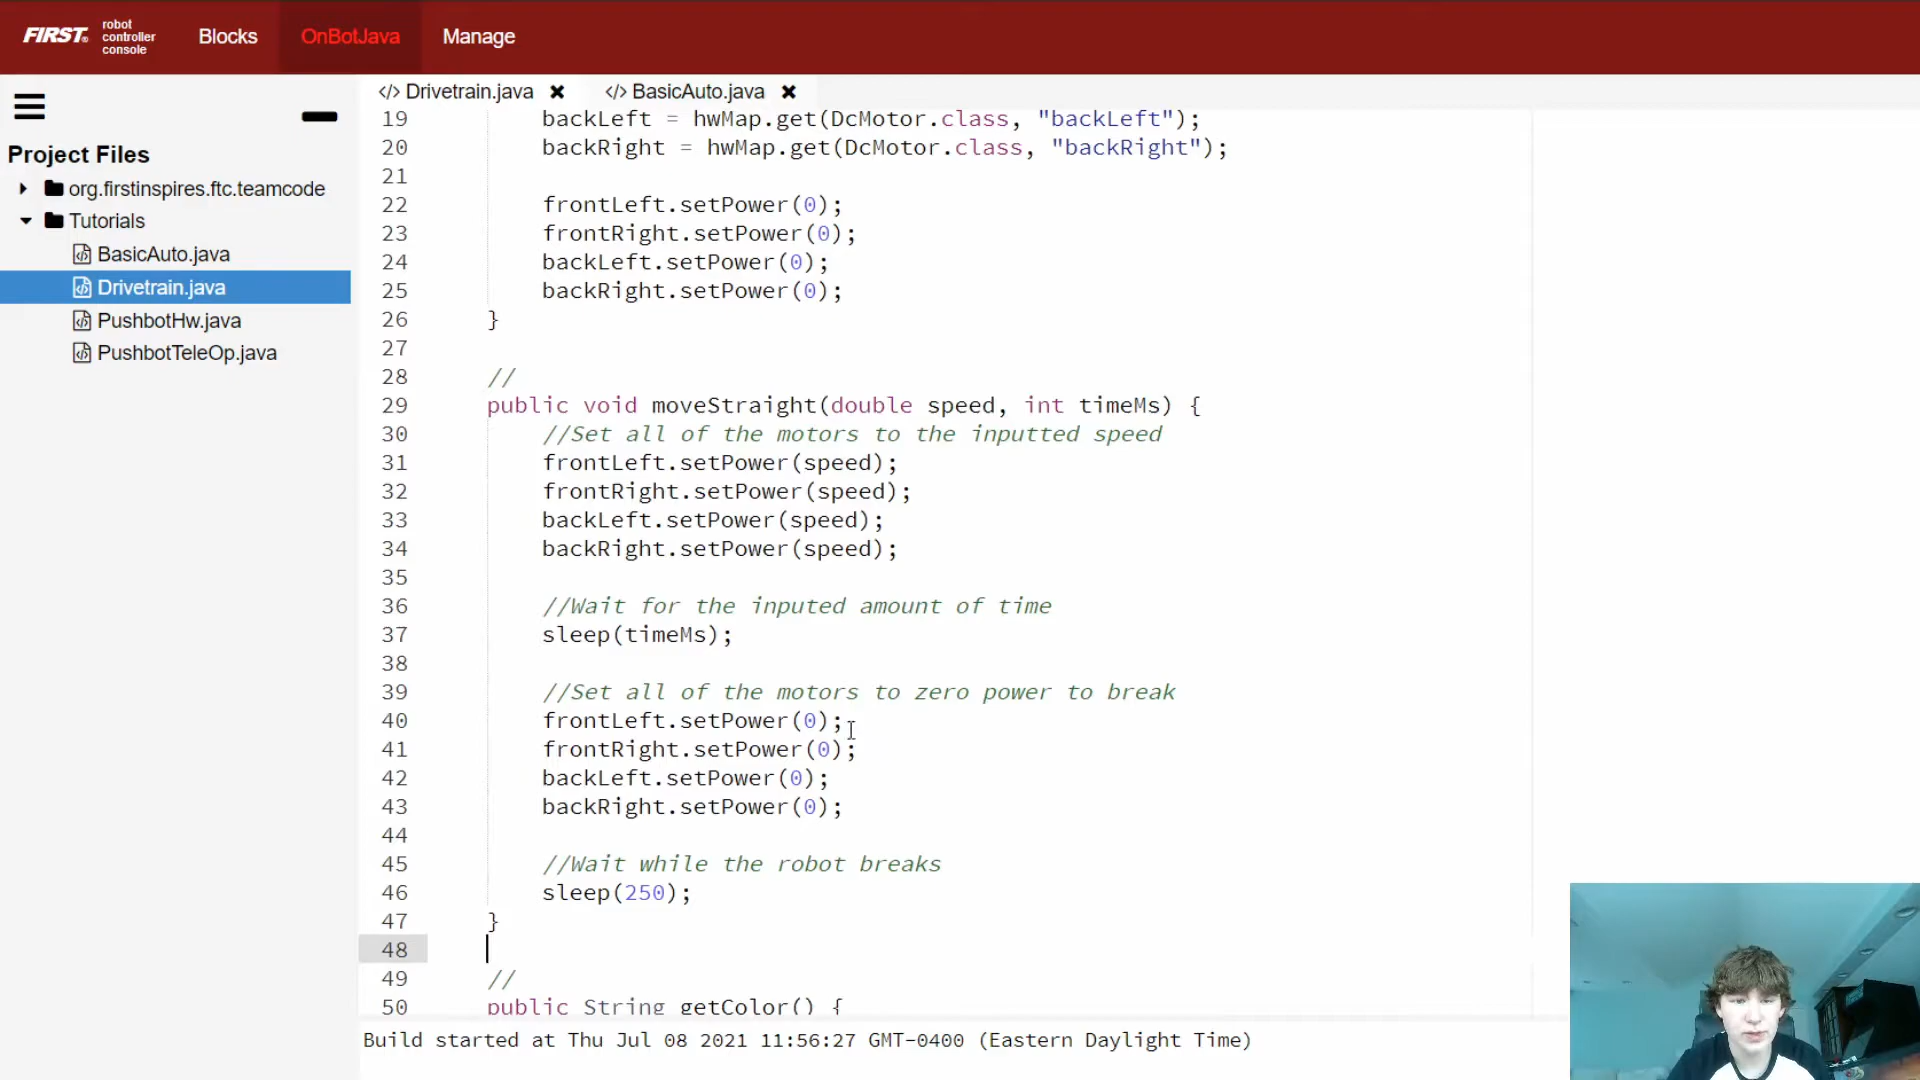 FIRST® robot controller console Blocks OnBotJava Manage
</> Drivetrain.java ✖ </> BasicAuto.java ✖
Project Files
org.firstinspires.ftc.teamcode
Tutorials
BasicAuto.java
Drivetrain.java
PushbotHw.java
PushbotTeleOp.java
19 backLeft = hwMap.get(DcMotor.class, "backLeft");
20 backRight = hwMap.get(DcMotor.class, "backRight");
21
22 frontLeft.setPower(0);
23 frontRight.setPower(0);
24 backLeft.setPower(0);
25 backRight.setPower(0);
26 }
27
28 //
29 public void moveStraight(double speed, int timeMs) {
30 //Set all of the motors to the inputted speed
31 frontLeft.setPower(speed);
32 frontRight.setPower(speed);
33 backLeft.setPower(speed);
34 backRight.setPower(speed);
35
36 //Wait for the inputed amount of time
37 sleep(timeMs);
38
39 //Set all of the motors to zero power to break
40 frontLeft.setPower(0);
41 frontRight.setPower(0);
42 backLeft.setPower(0);
43 backRight.setPower(0);
44
45 //Wait while the robot breaks
46 sleep(250);
47 }
48
49 //
50 public String getColor() {
Build started at Thu Jul 08 2021 11:56:27 GMT-0400 (Eastern Daylight Time)